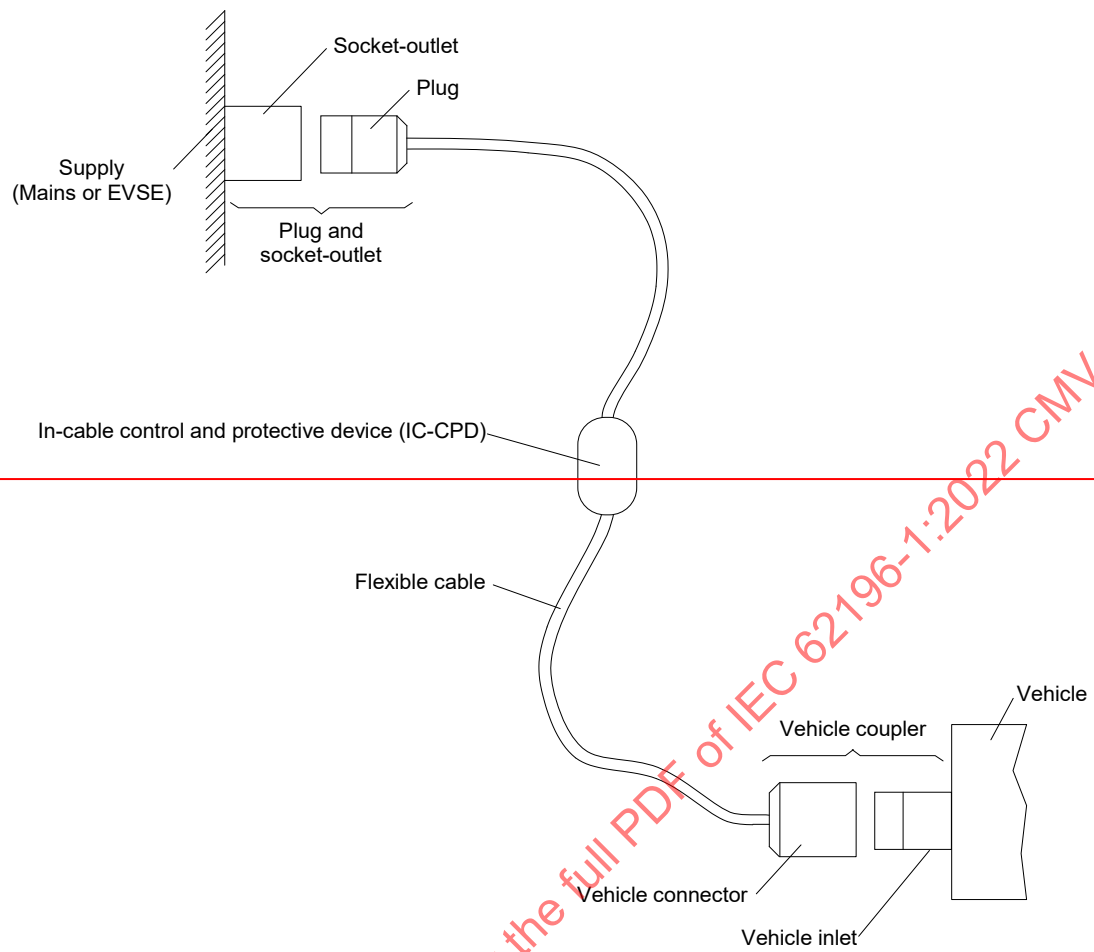 Socket-outlet
Plug
Supply
(Mains or EVSE)
Plug and
socket-outlet
In-cable control and protective device (IC-CPD)
Flexible cable
Vehicle
Vehicle coupler
Vehicle connector
Vehicle inlet
the full PDF of IEC 62196-1:2022 CMV